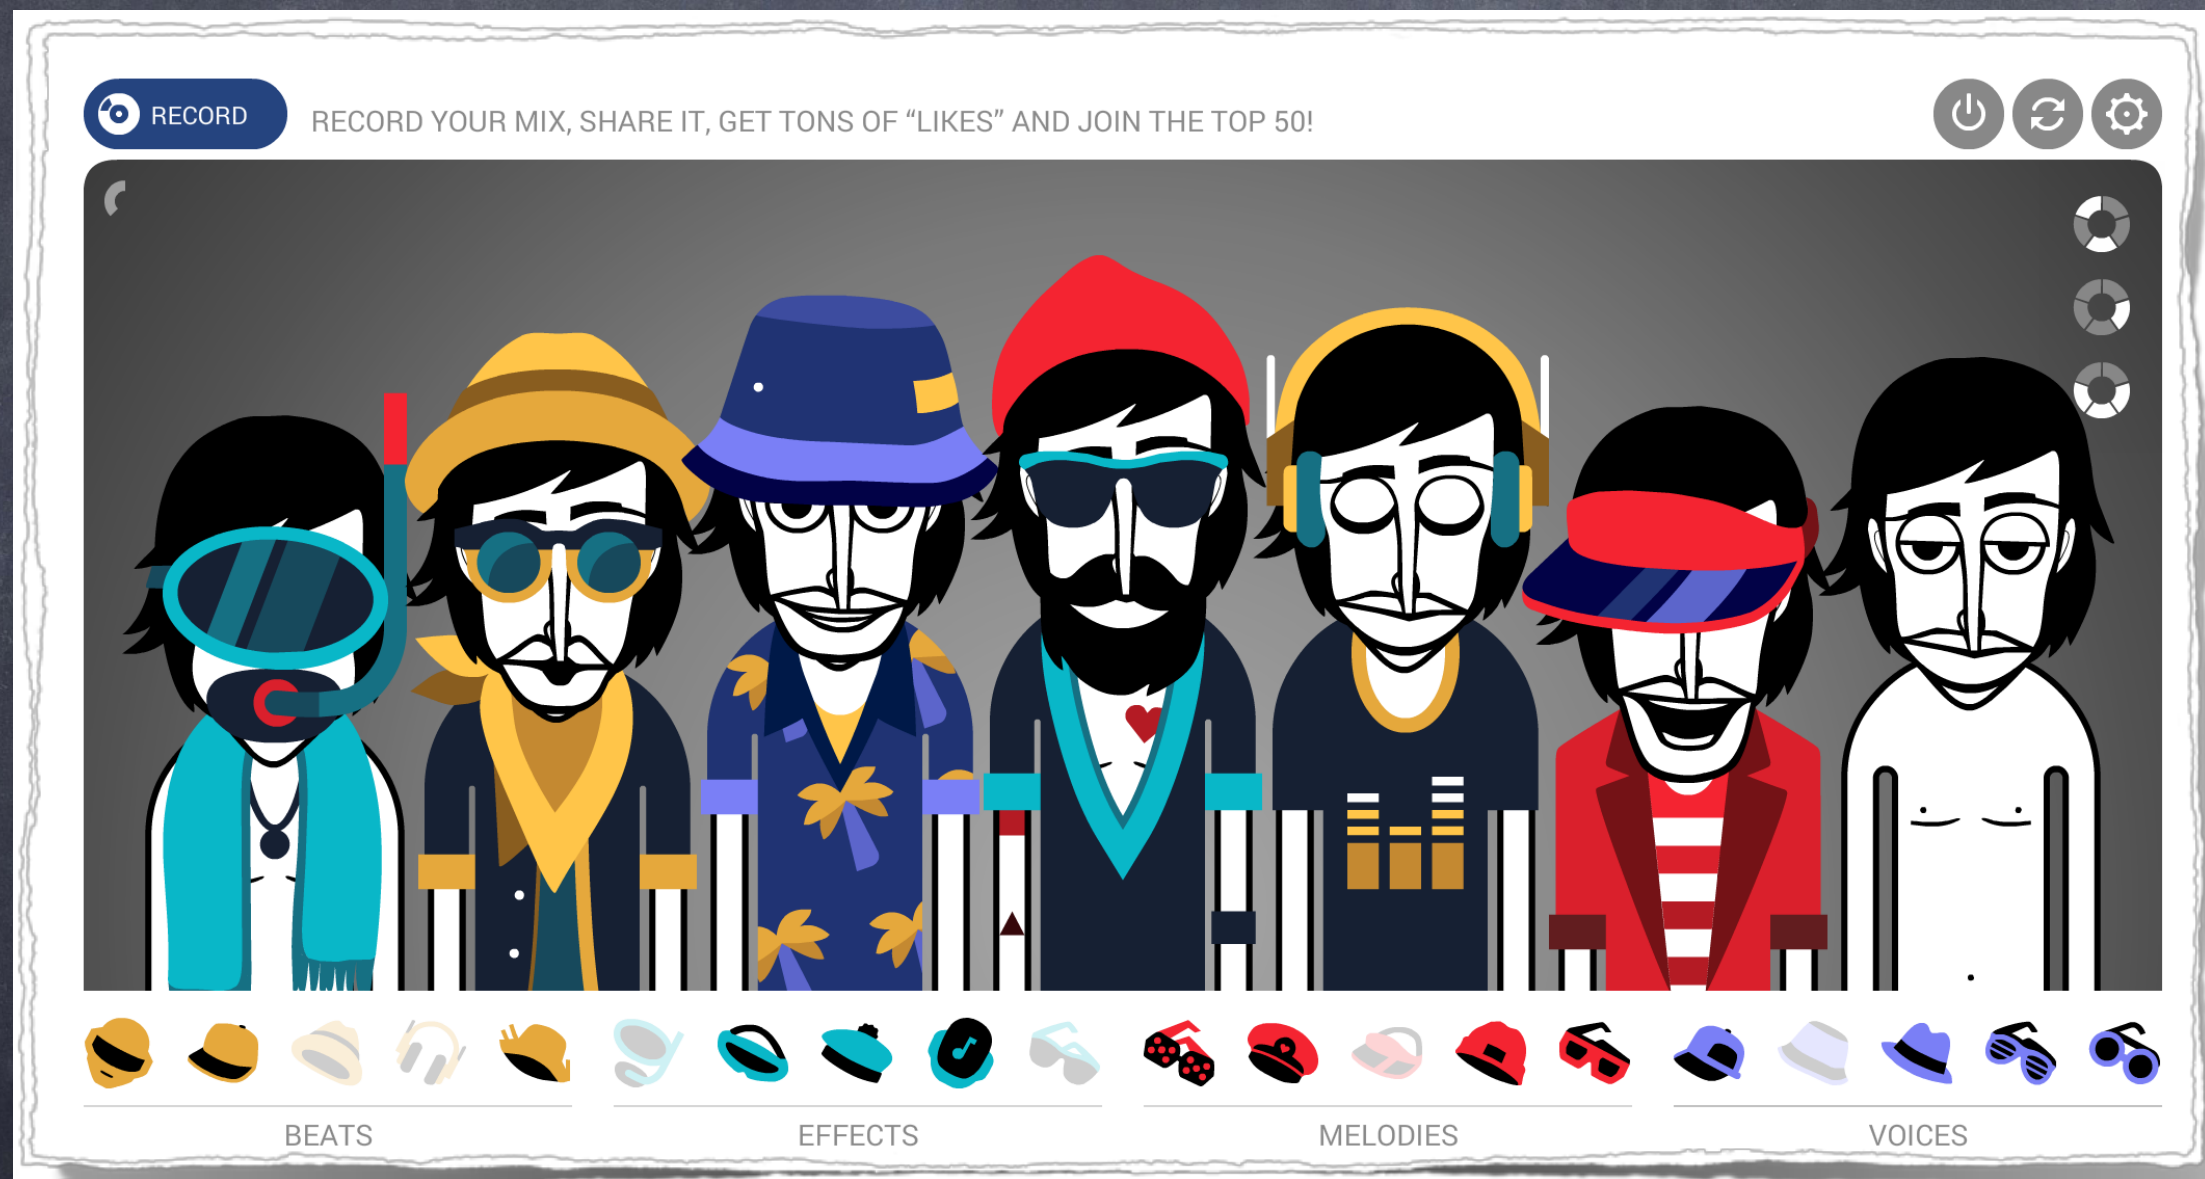 RECORD
RECORD YOUR MIX, SHARE IT, GET TONS OF “LIKES” AND JOIN THE TOP 50!
BEATS
EFFECTS
MELODIES
VOICES